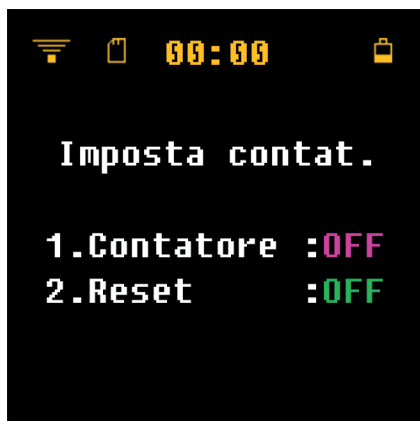 00:00
Imposta contat.
1.Contatore :OFF
2.Reset :OFF